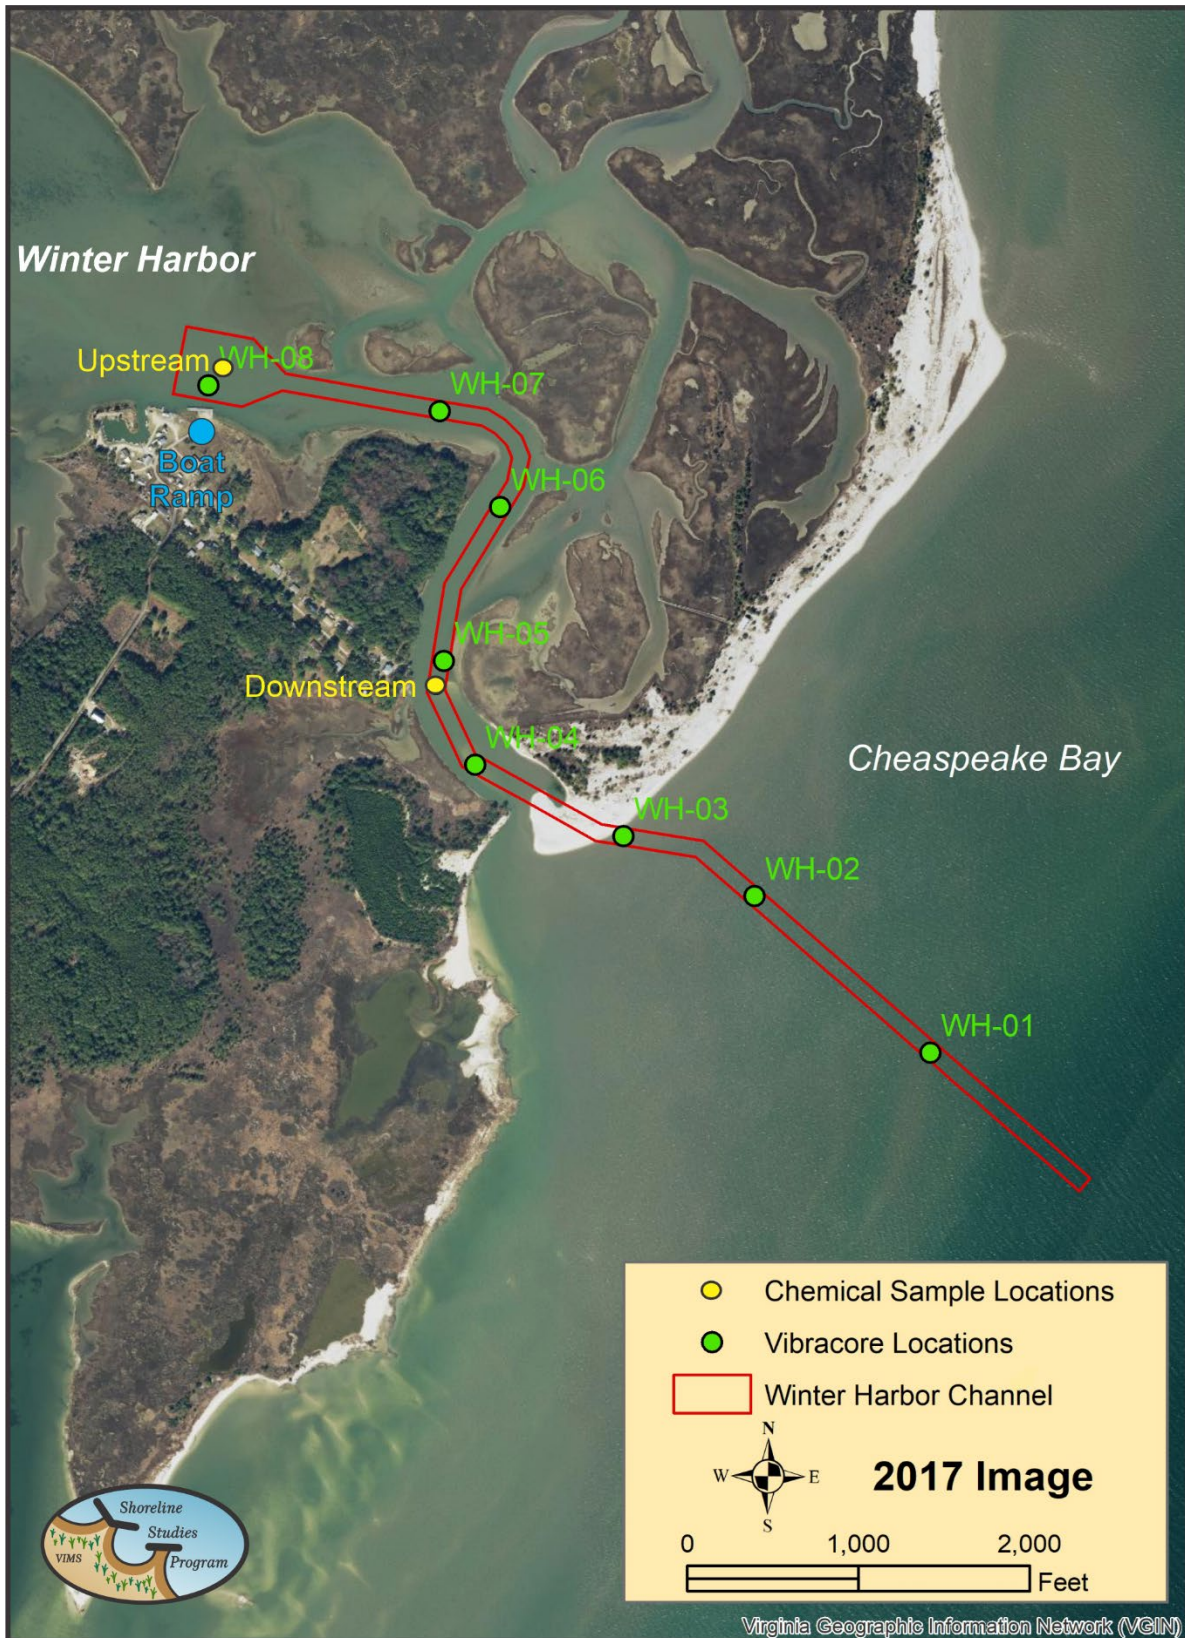 Winter Harbor
Upstream
WH-08
WH-07
Boat
Ramp
WH-06
WH-05
Downstream
WH-04
Cheaspeake Bay
WH-03
WH-02
WH-01
Chemical Sample Locations
Vibracore Locations
Winter Harbor Channel
N
W
E
S
2017 Image
0
1,000
2,000
Feet
Shoreline
Studies
VIMS
Program
Virginia Geographic Information Network (VGIN)